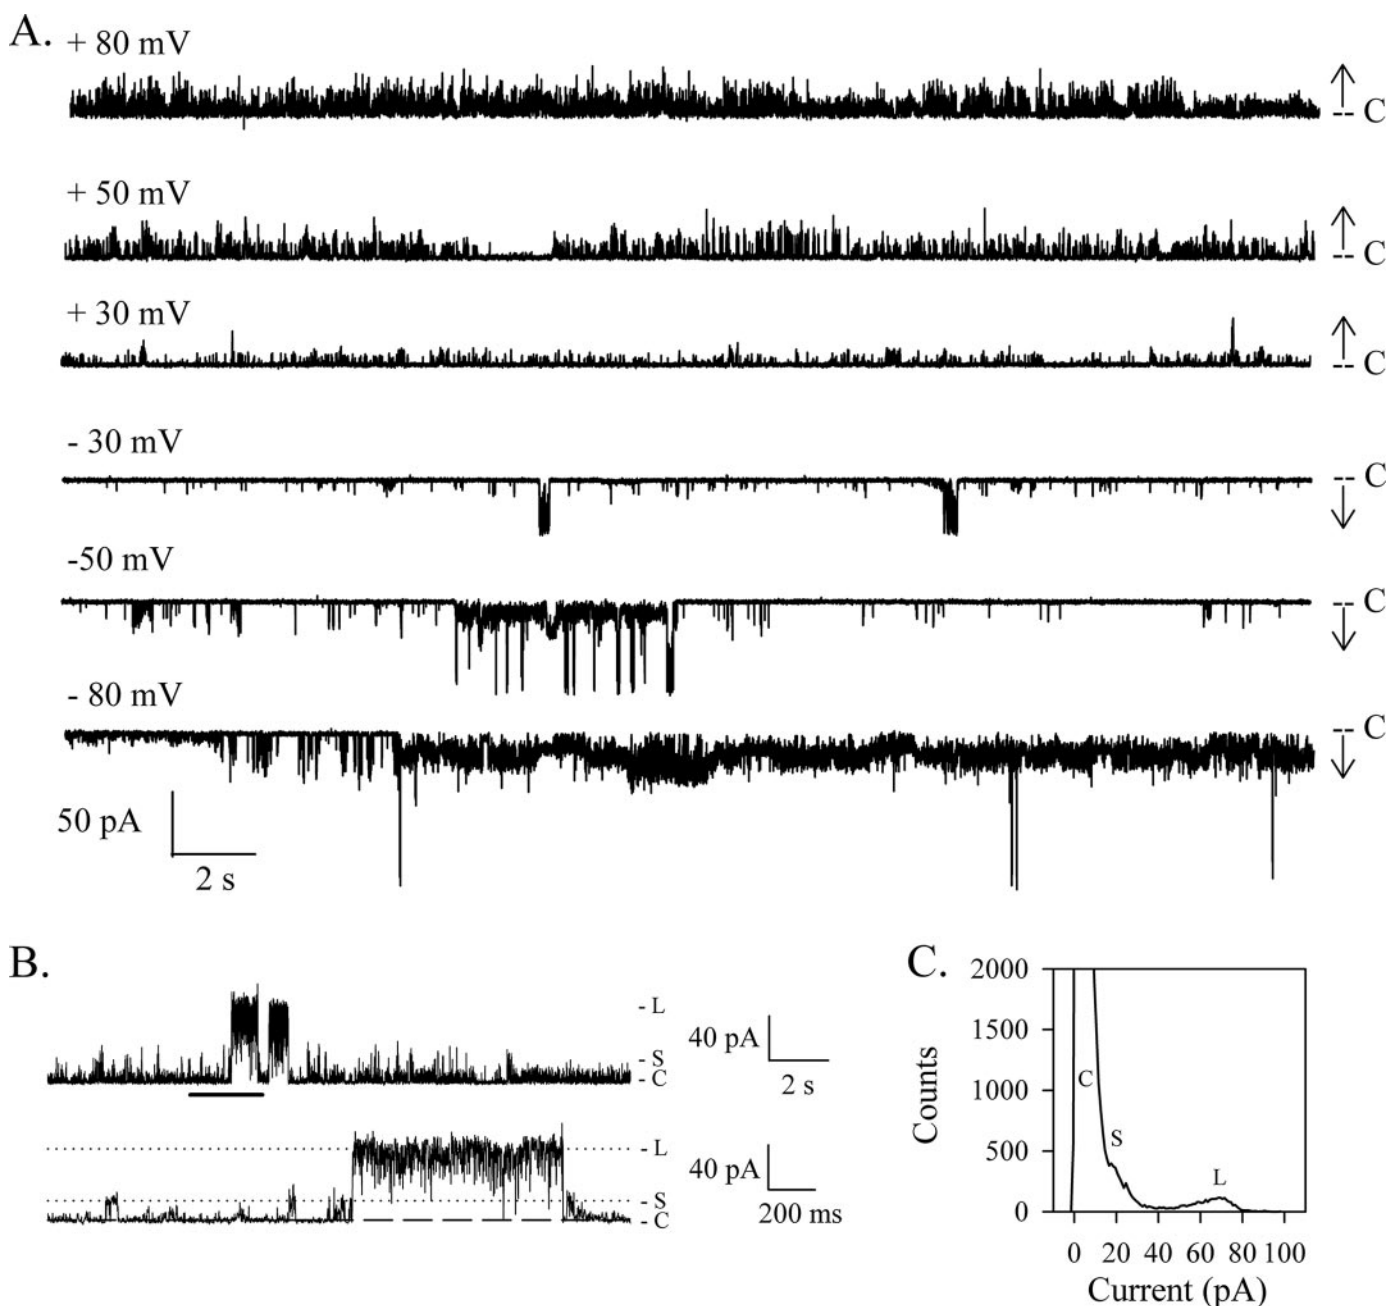 A.
+ 80 mV
-- C
+ 50 mV
-- C
+ 30 mV
-- C
- 30 mV
-- C
-50 mV
-- C
- 80 mV
-- C
50 pA
2 s
B.
- L
- S
- C
40 pA
2 s
- L
- S
- C
40 pA
200 ms
C.
2000
1500
1000
500
0
Counts
C
S
L
0 20 40 60 80 100
Current (pA)